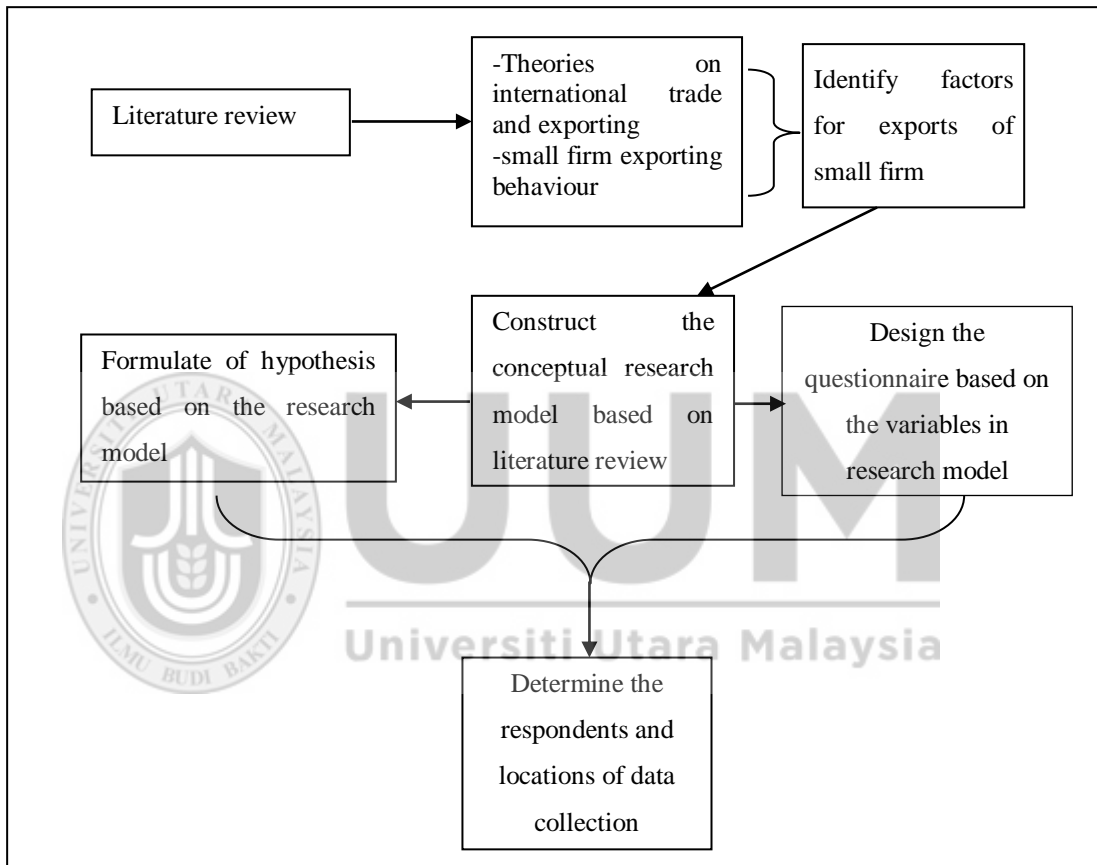 Literature review
-Theories on
international trade
and exporting
-small firm exporting
behaviour
Identify factors
for exports of
small firm
Formulate of hypothesis
based on the research
model
Construct the
conceptual research
model based on
literature review
Design the
questionnaire based on
the variables in
research model
UNIVERSITI UTARA MALAYSIA
ILMU BUDI BAKTI
UUM
Universiti Utara Malaysia
Determine the
respondents and
locations of data
collection